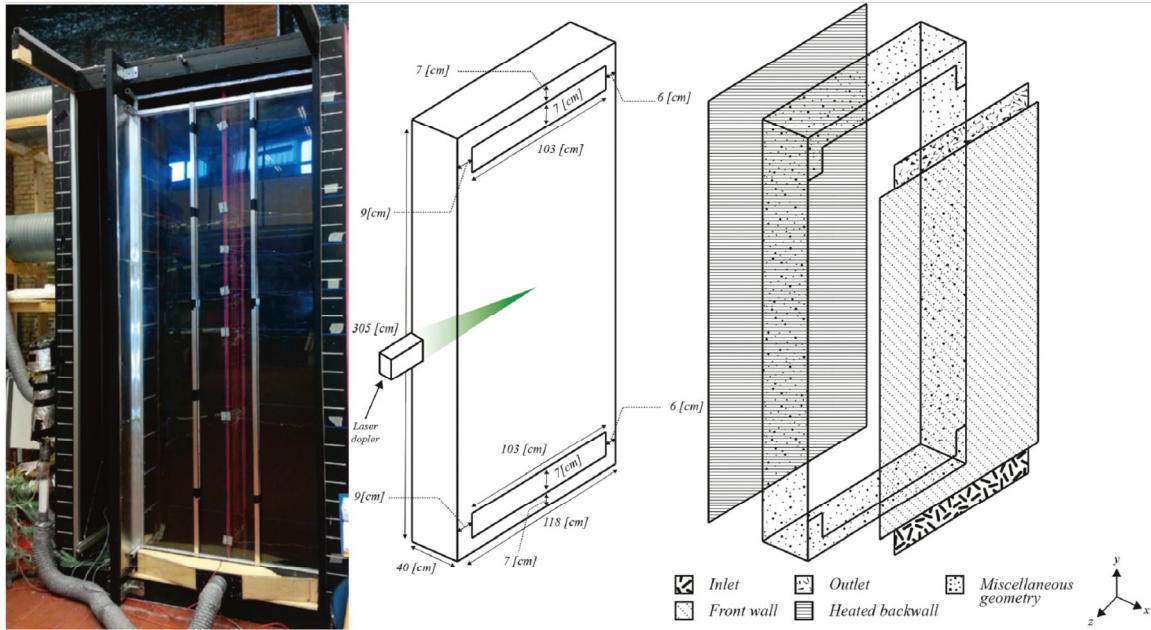 7 [cm]
7 [cm]
6 [cm]
103 [cm]
9[cm]
305 [cm]
Laser
dopler
6 [cm]
103 [cm]
7[cm]
9[cm]
118 [cm]
40 [cm]
7 [cm]
Inlet
Outlet
Miscellaneous
geometry
Front wall
Heated backwall
y
x
z